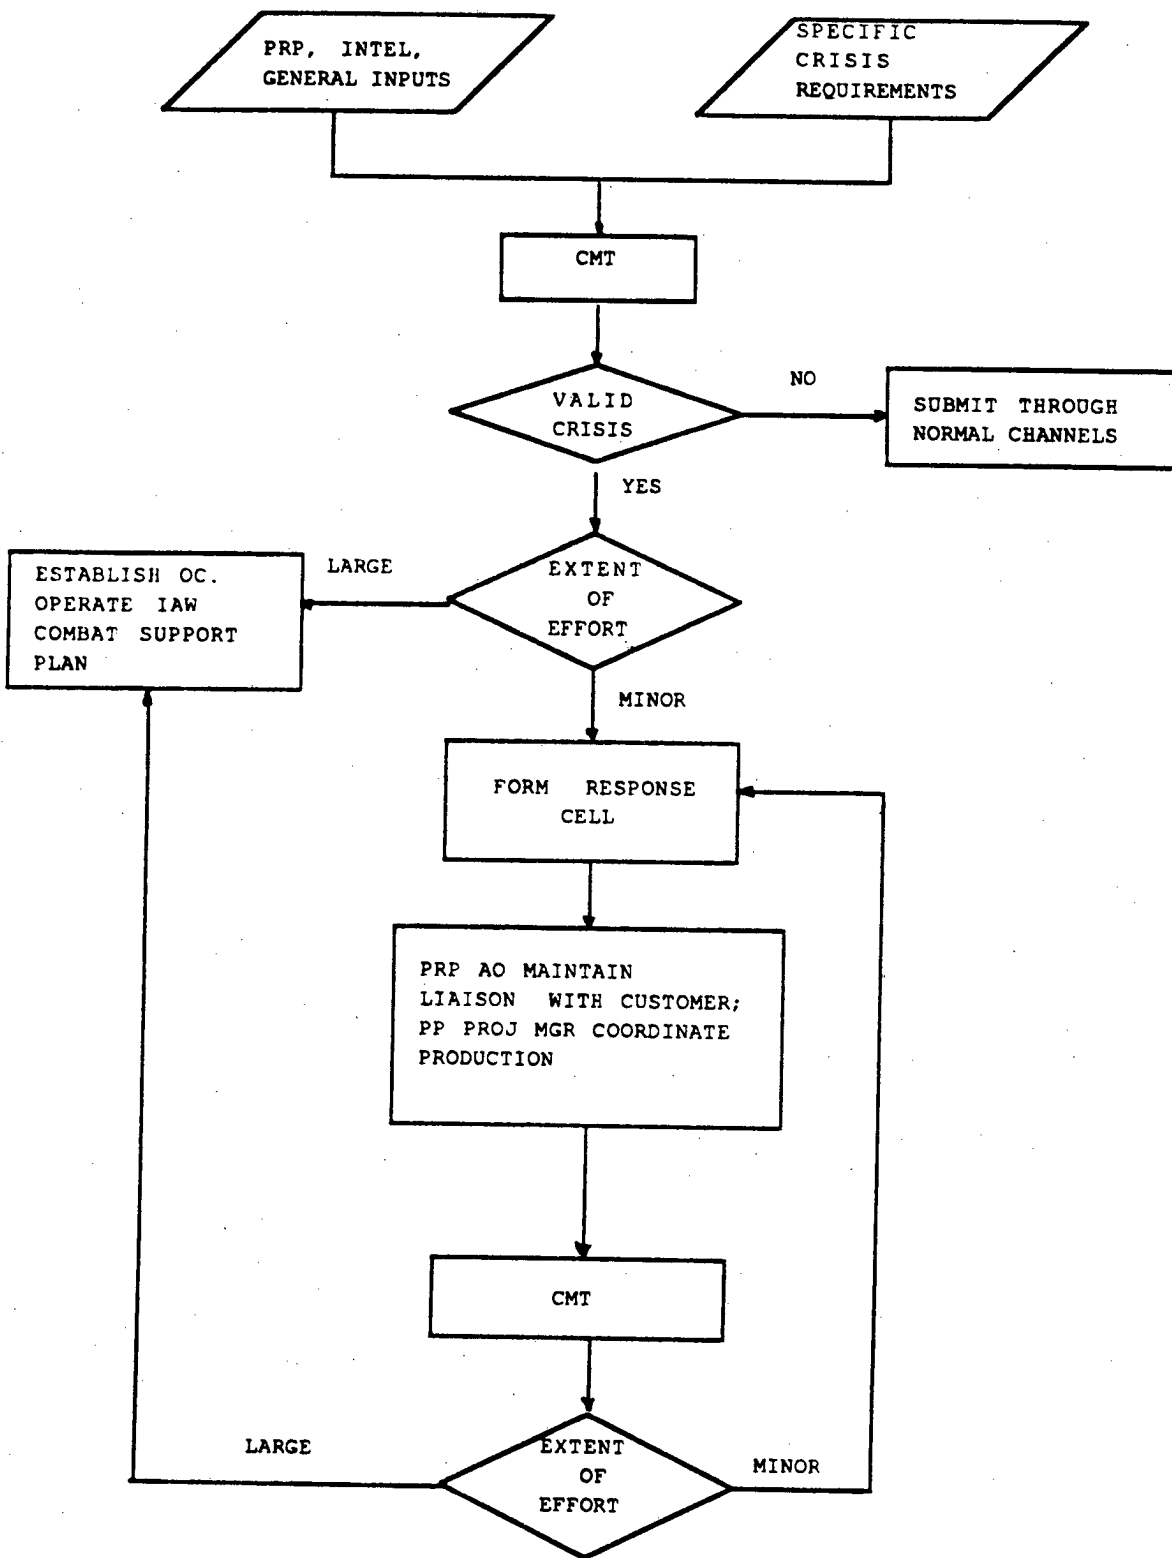 PRP, INTEL,
GENERAL INPUTS
SPECIFIC
CRISIS
REQUIREMENTS
CMT
VALID
CRISIS
NO
SUBMIT THROUGH
NORMAL CHANNELS
YES
EXTENT
OF
EFFORT
LARGE
ESTABLISH OC.
OPERATE IAW
COMBAT SUPPORT
PLAN
MINOR
FORM RESPONSE
CELL
PRP AO MAINTAIN
LIAISON WITH CUSTOMER;
PP PROJ MGR COORDINATE
PRODUCTION
CMT
EXTENT
OF
EFFORT
LARGE
MINOR